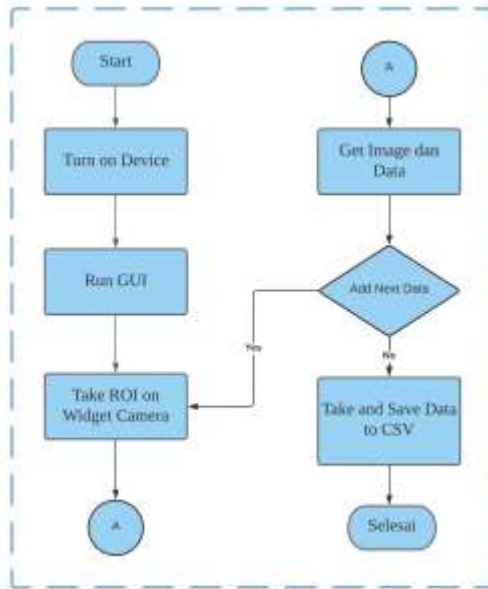 Start
Turn on Device
Run GUI
Take ROI on
Widget Camera
A
A
Get Image dan
Data
Add Next Data
No
Take and Save Data
to CSV
Selesai